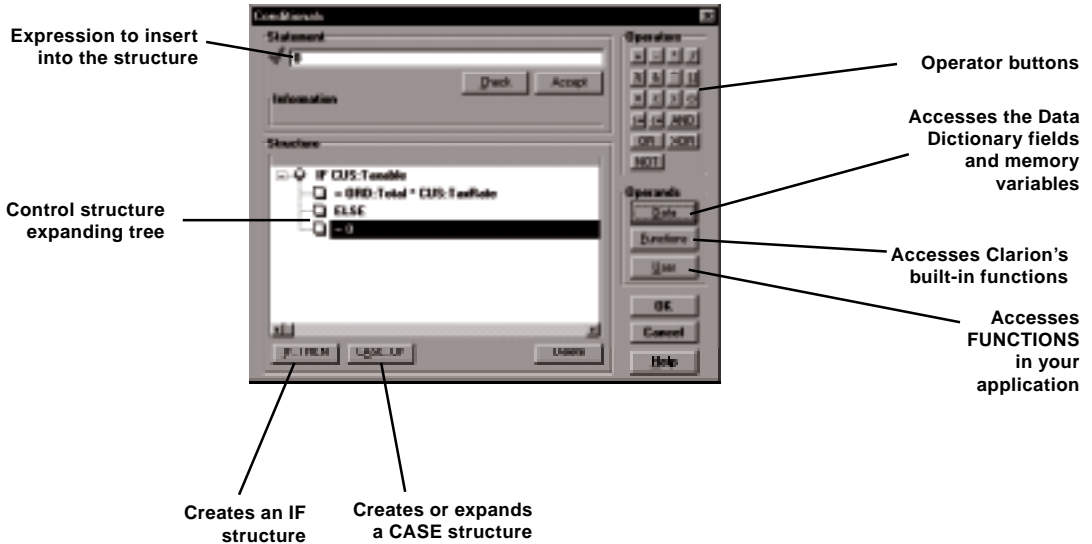 Conditionals
Statement
0
Check
Accept
Information
Structure
IF CUS:Taxable
= ORD:Total * CUS:TaxRate
ELSE
= 0
IF...THEN
CASE...OF
Delete
Operators
AND
OR
XOR
NOT
Operands
Data
Functions
User
OK
Cancel
Help
Expression to insert
into the structure
Control structure
expanding tree
Creates an IF
structure
Creates or expands
a CASE structure
Operator buttons
Accesses the Data
Dictionary fields
and memory
variables
Accesses Clarion's
built-in functions
Accesses
FUNCTIONS
in your
application